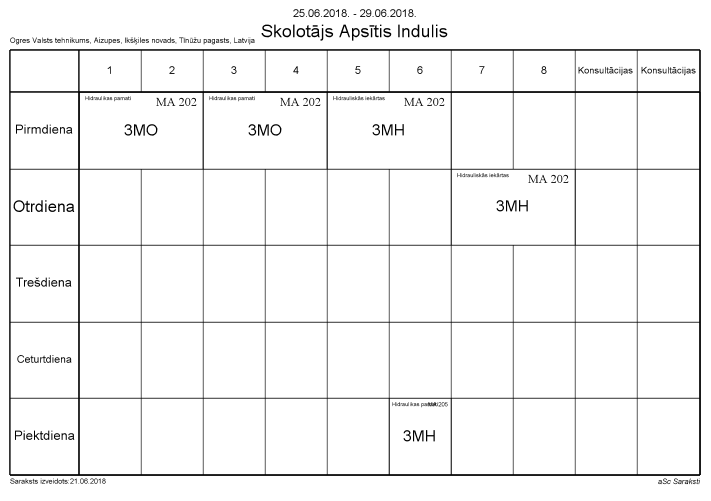 25.06.2018. - 29.06.2018.
Skolotājs Apsītis Indulis
Ogres Valsts tehnikums, Aizupes, Ikšķiles novads, Tīnūžu pagasts, Latvija
1 2 3 4 5 6 7 8 Konsultācijas Konsultācijas
Pirmdiena
Hidraulikas pamati MA 202
3MO
Hidraulikas pamati MA 202
3MO
Hidrauliskās iekārtas MA 202
3MH
Otrdiena
Hidrauliskās iekārtas MA 202
3MH
Trešdiena
Ceturtdiena
Piektdiena
Hidraulikas pamati MA 205
3MH
Saraksts izveidots:21.06.2018
aSc Saraksti